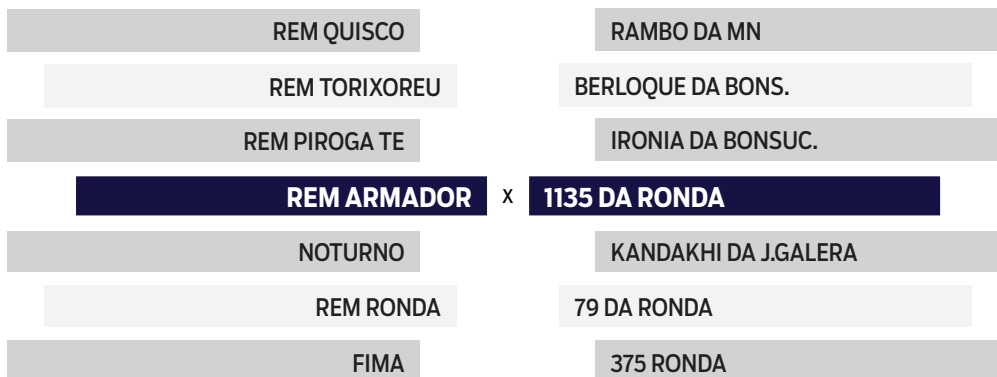 REM QUISCO RAMBO DA MN
REM TORIXOREU BERLOQUE DA BONS.
REM PIROGA TE IRONIA DA BONSUC.
REM ARMADOR X 1135 DA RONDA
NOTURNO KANDAKHI DA J.GALERA
REM RONDA 79 DA RONDA
FIMA 375 RONDA